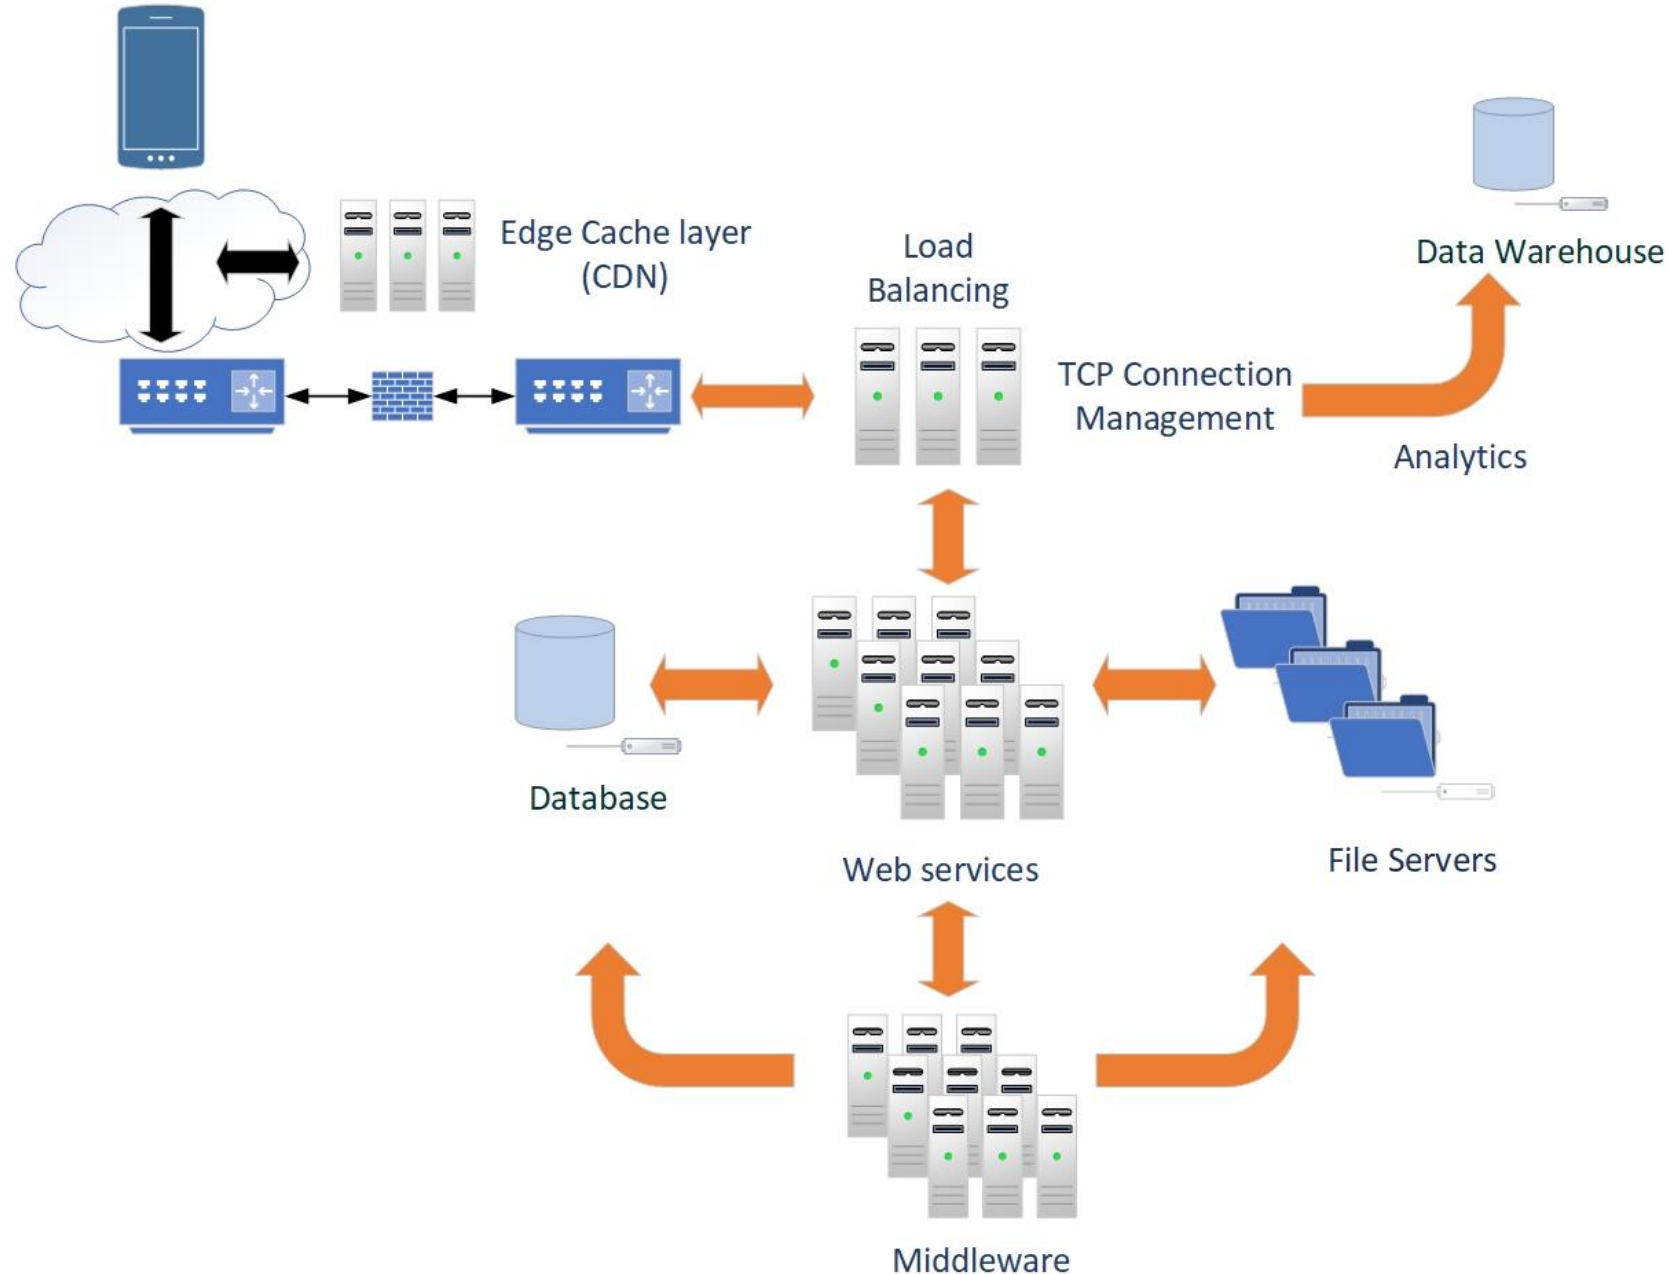 Edge Cache layer
(CDN)
Load
Balancing
Data Warehouse
TCP Connection
Management
Analytics
Database
Web services
File Servers
Middleware